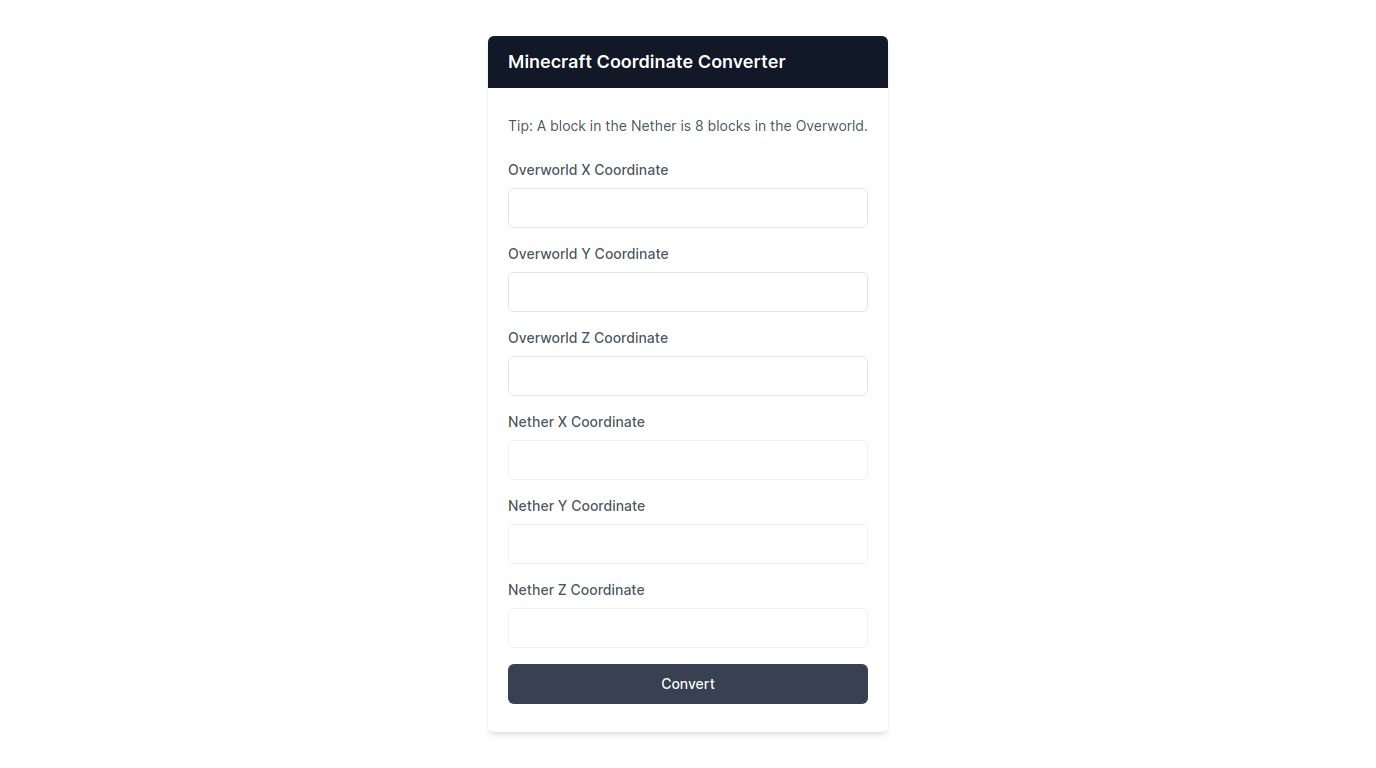 Minecraft Coordinate Converter
Tip: A block in the Nether is 8 blocks in the Overworld.
Overworld X Coordinate
Overworld Y Coordinate
Overworld Z Coordinate
Nether X Coordinate
Nether Y Coordinate
Nether Z Coordinate
Convert